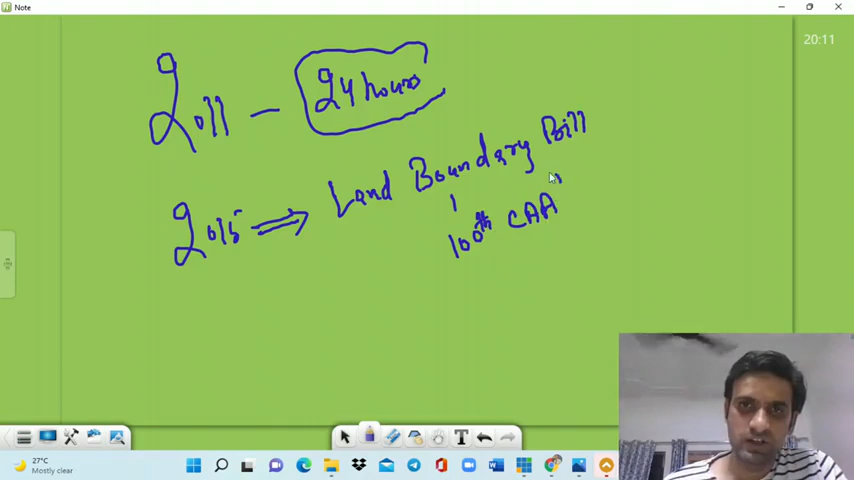 Note
20:11
2011 - 24 hours
2015 ⇒ Land Boundary Bill
100th CAA
27°C
Mostly clear